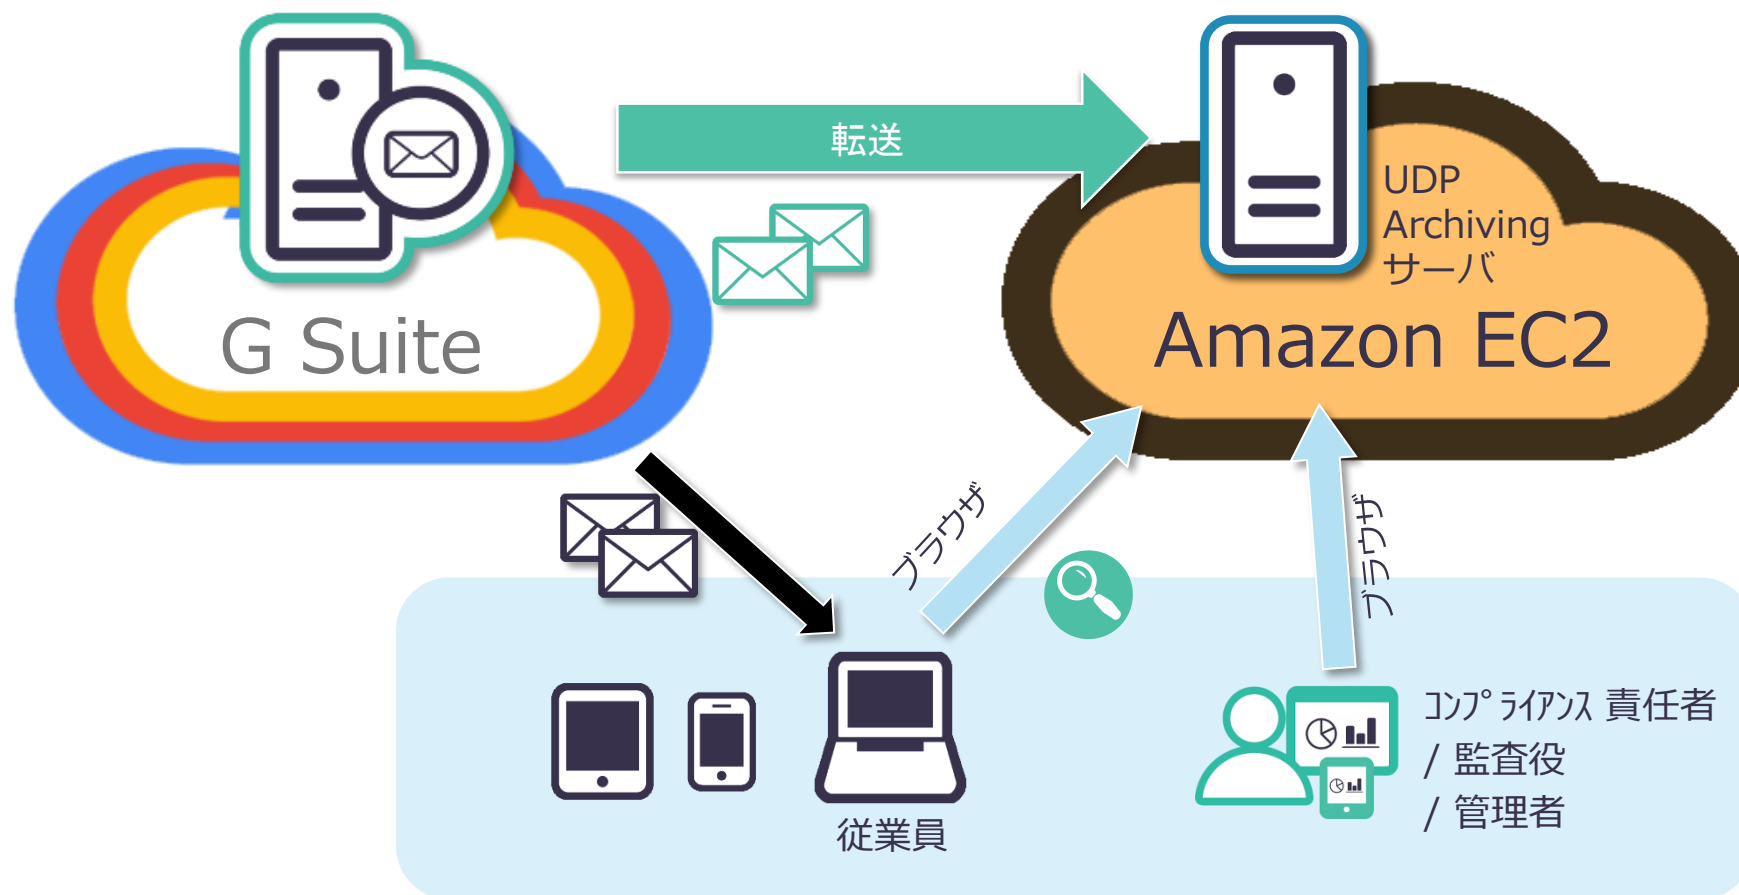 転送
UDP
Archiving
サーバ
G Suite
Amazon EC2
ブラウザ
ブラウザ
ｺﾝﾌﾟﾗｲｱﾝｽ 責任者
/ 監査役
/ 管理者
従業員